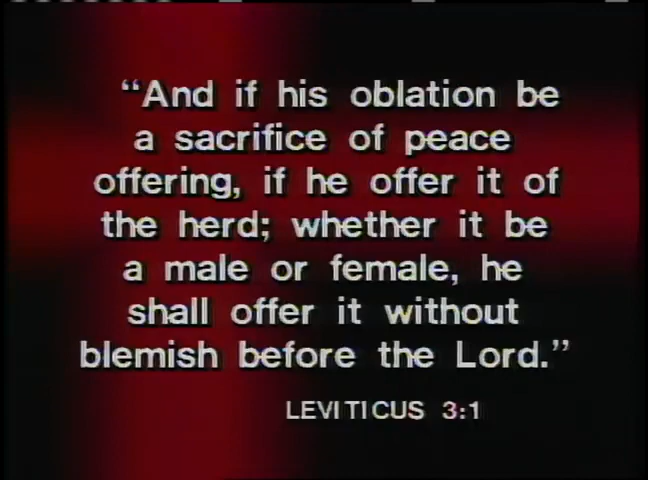 “And if his oblation be
a sacrifice of peace
offering, if he offer it of
the herd; whether it be
a male or female, he
shall offer it without
blemish before the Lord.”
LEVITICUS 3:1